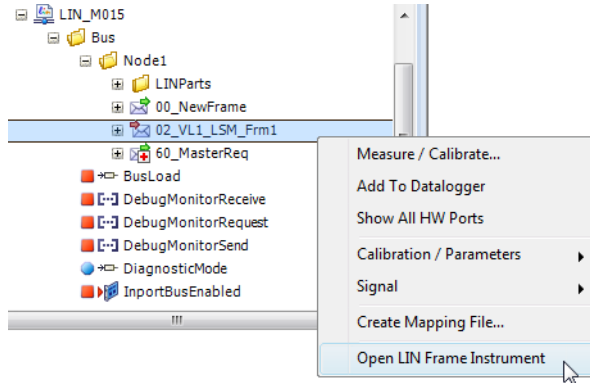 LIN_M015
Bus
Node1
LINParts
00_NewFrame
02_VL1_LSM_Frm1
60_MasterReq
BusLoad
DebugMonitorReceive
DebugMonitorRequest
DebugMonitorSend
DiagnosticMode
InportBusEnabled
Measure / Calibrate...
Add To Datalogger
Show All HW Ports
Calibration / Parameters
Signal
Create Mapping File...
Open LIN Frame Instrument